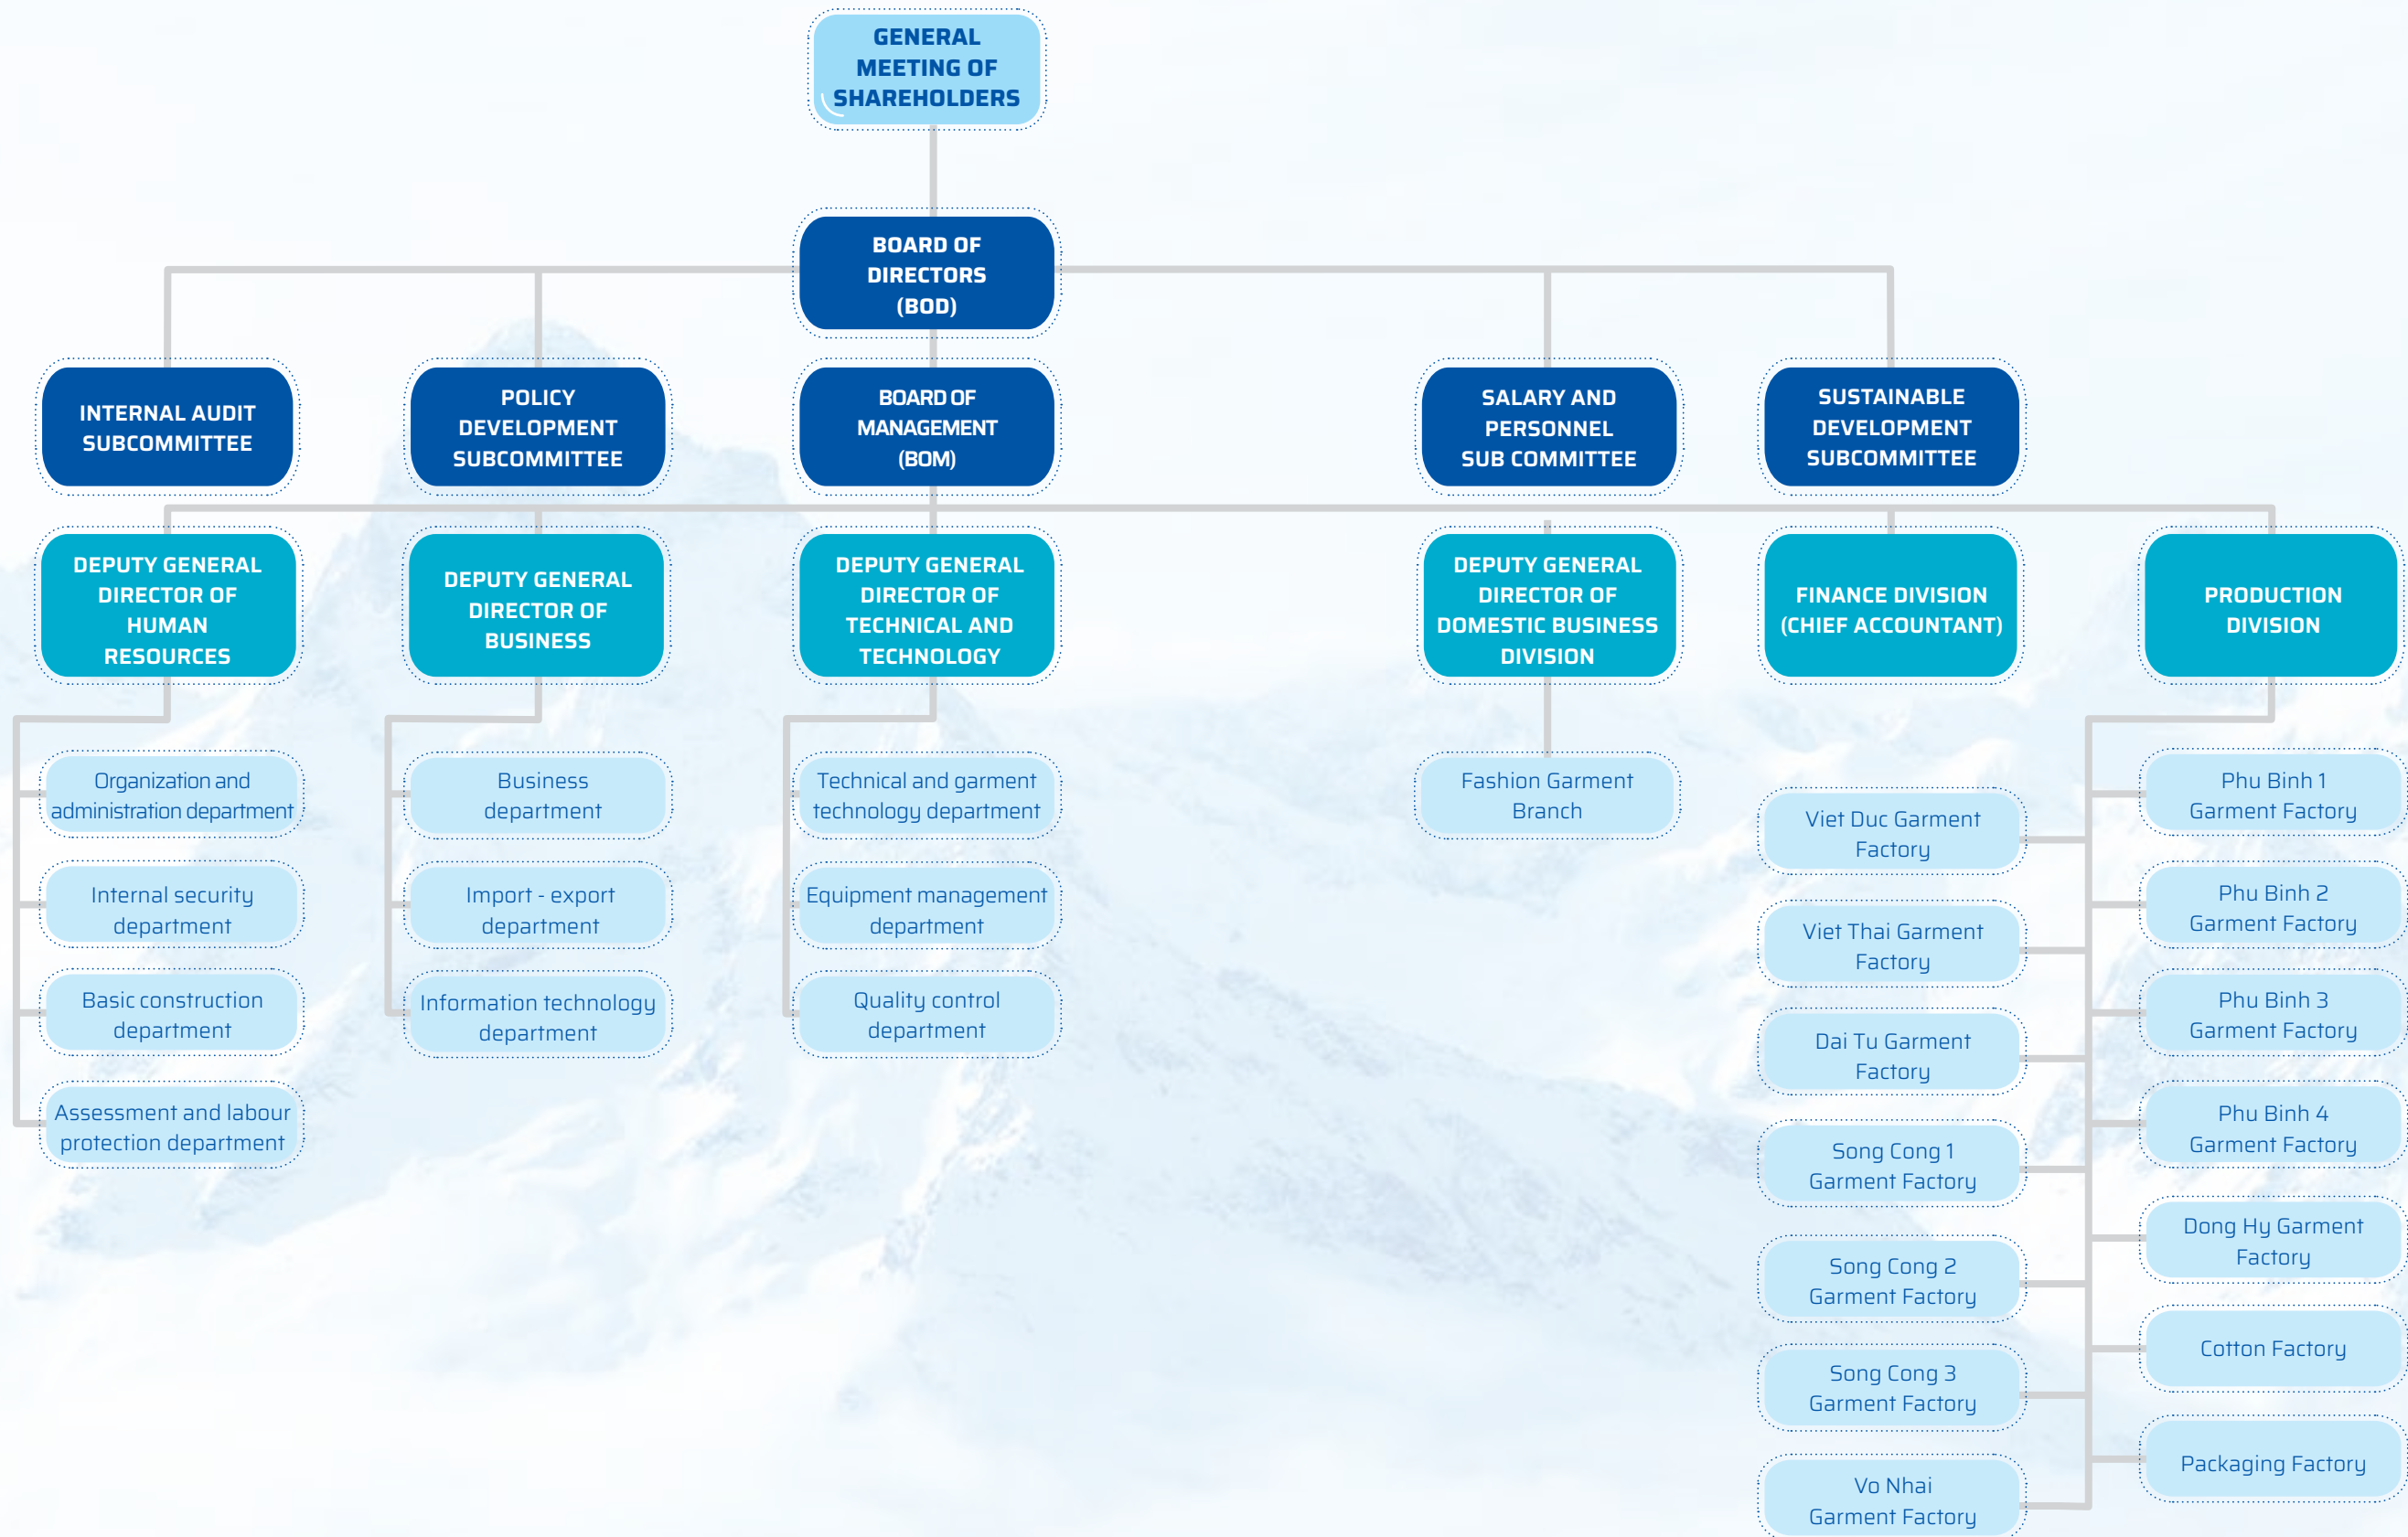 GENERAL
MEETING OF
SHAREHOLDERS
BOARD OF
DIRECTORS
(BOD)
INTERNAL AUDIT
SUBCOMMITTEE
POLICY
DEVELOPMENT
SUBCOMMITTEE
BOARD OF
MANAGEMENT
(BOM)
SALARY AND
PERSONNEL
SUB COMMITTEE
SUSTAINABLE
DEVELOPMENT
SUBCOMMITTEE
DEPUTY GENERAL
DIRECTOR OF
HUMAN
RESOURCES
DEPUTY GENERAL
DIRECTOR OF
BUSINESS
DEPUTY GENERAL
DIRECTOR OF
TECHNICAL AND
TECHNOLOGY
DEPUTY GENERAL
DIRECTOR OF
DOMESTIC BUSINESS
DIVISION
FINANCE DIVISION
(CHIEF ACCOUNTANT)
PRODUCTION
DIVISION
Organization and
administration department
Internal security
department
Basic construction
department
Assessment and labour
protection department
Business
department
Import - export
department
Information technology
department
Technical and garment
technology department
Equipment management
department
Quality control
department
Fashion Garment
Branch
Viet Duc Garment
Factory
Viet Thai Garment
Factory
Dai Tu Garment
Factory
Song Cong 1
Garment Factory
Song Cong 2
Garment Factory
Song Cong 3
Garment Factory
Vo Nhai
Garment Factory
Phu Binh 1
Garment Factory
Phu Binh 2
Garment Factory
Phu Binh 3
Garment Factory
Phu Binh 4
Garment Factory
Dong Hy Garment
Factory
Cotton Factory
Packaging Factory